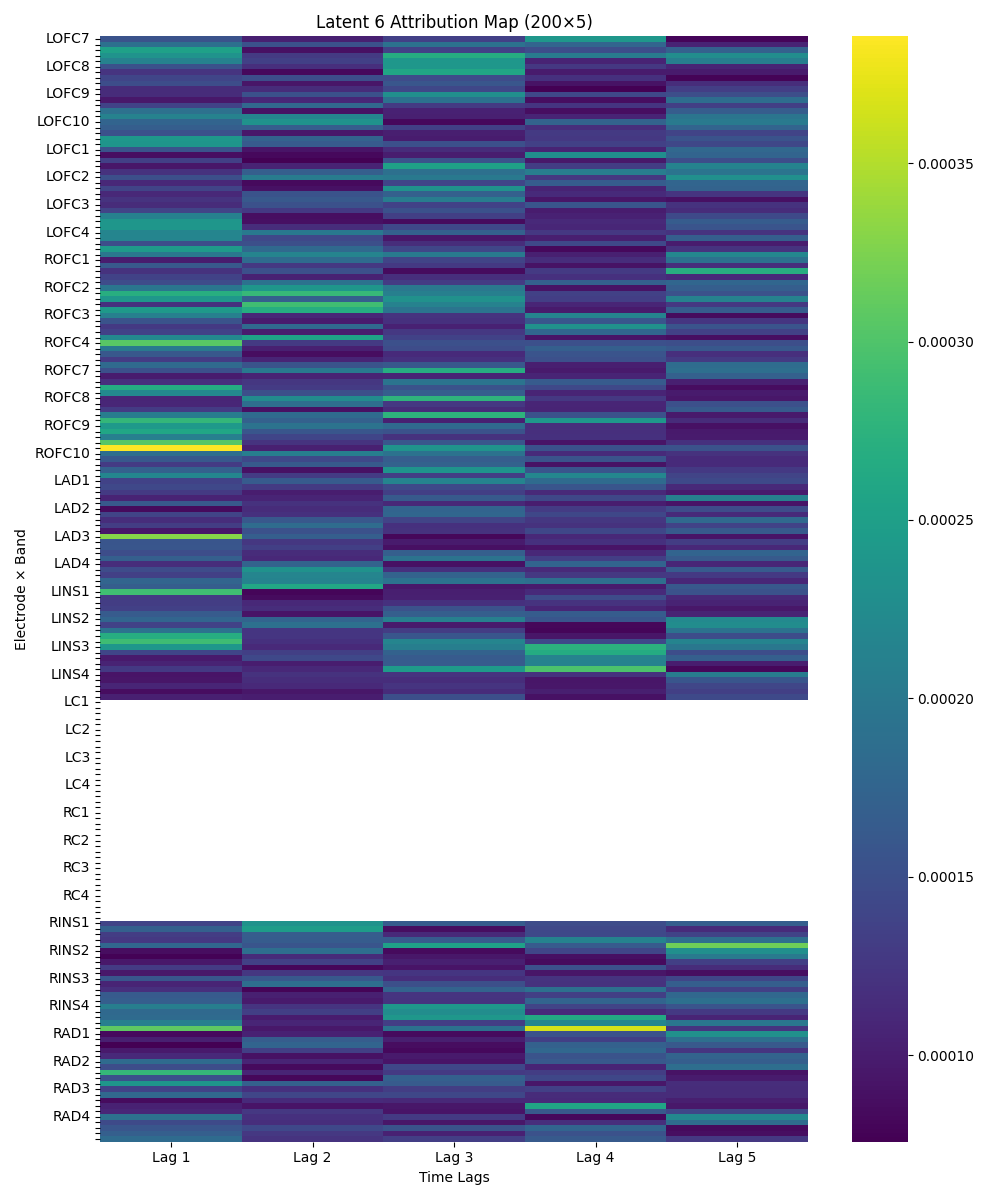 Latent 6 Attribution Map (200×5)
LOFC7
LOFC8
LOFC9
LOFC10
LOFC1
LOFC2
LOFC3
LOFC4
ROFC1
ROFC2
ROFC3
ROFC4
ROFC7
ROFC8
ROFC9
ROFC10
LAD1
LAD2
LAD3
LAD4
LINS1
LINS2
LINS3
LINS4
LC1
LC2
LC3
LC4
RC1
RC2
RC3
RC4
RINS1
RINS2
RINS3
RINS4
RAD1
RAD2
RAD3
RAD4
Electrode × Band
Lag 1 Lag 2 Lag 3 Lag 4 Lag 5
Time Lags
0.00035
0.00030
0.00025
0.00020
0.00015
0.00010